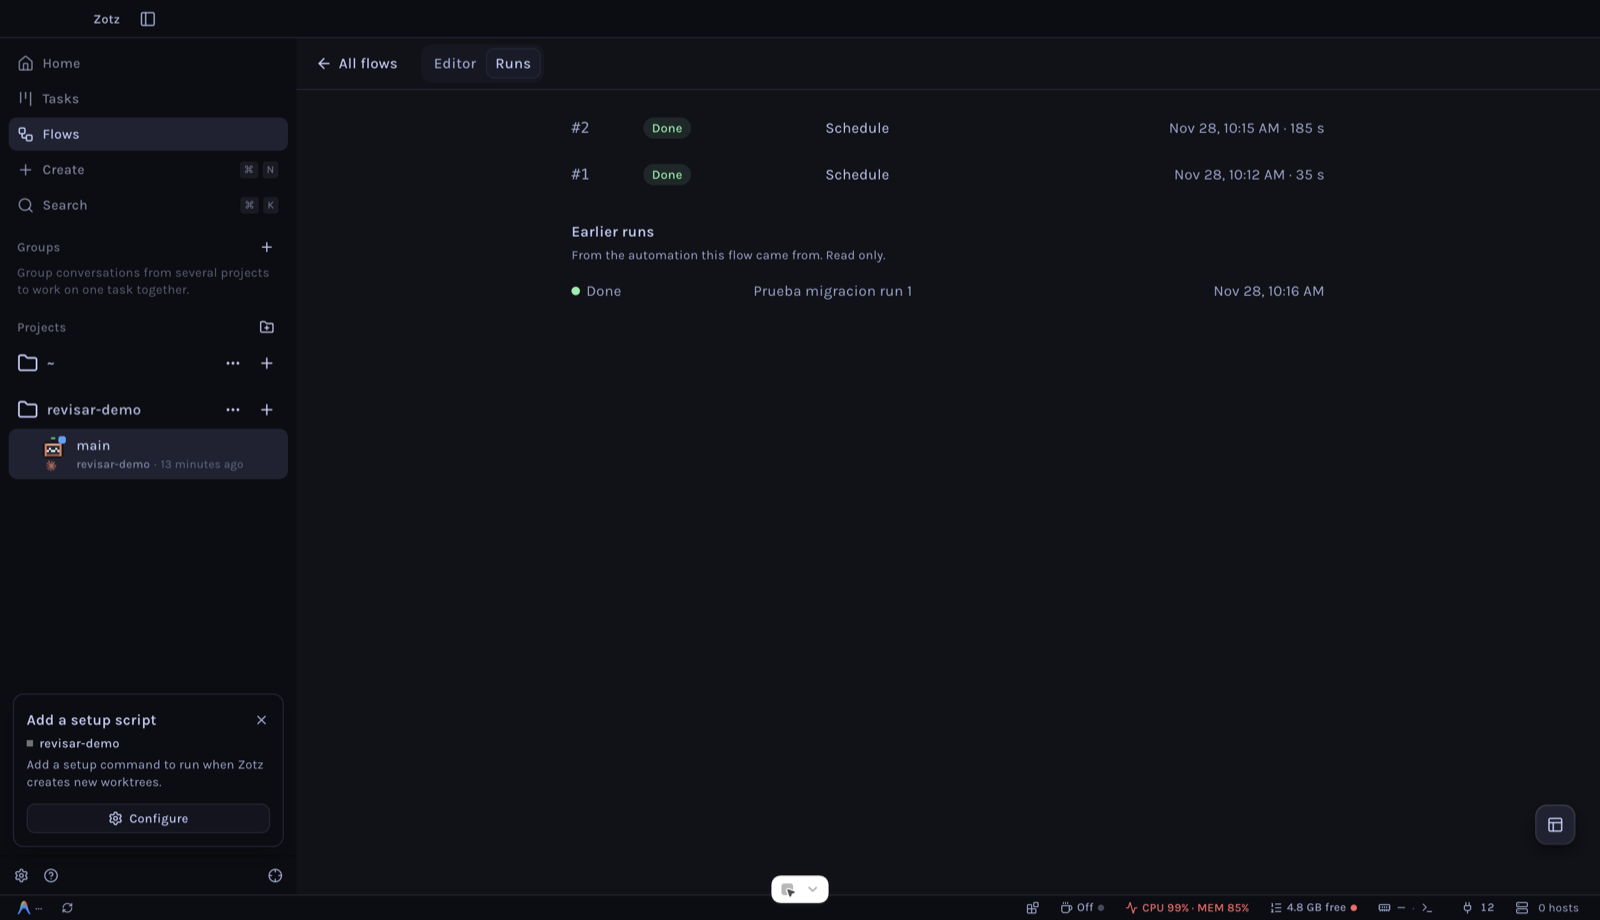 Zotz
Home
Tasks
Flows
Create ⌘ N
Search ⌘ K
Groups
Group conversations from several projects
to work on one task together.
Projects
~
revisar-demo
main
revisar-demo · 13 minutes ago
Add a setup script
revisar-demo
Add a setup command to run when Zotz
creates new worktrees.
Configure
All flows Editor Runs
#2 Done Schedule Nov 28, 10:15 AM · 185 s
#1 Done Schedule Nov 28, 10:12 AM · 35 s
Earlier runs
From the automation this flow came from. Read only.
Done Prueba migracion run 1 Nov 28, 10:16 AM
Off CPU 99% · MEM 85% 4.8 GB free — · 12 0 hosts